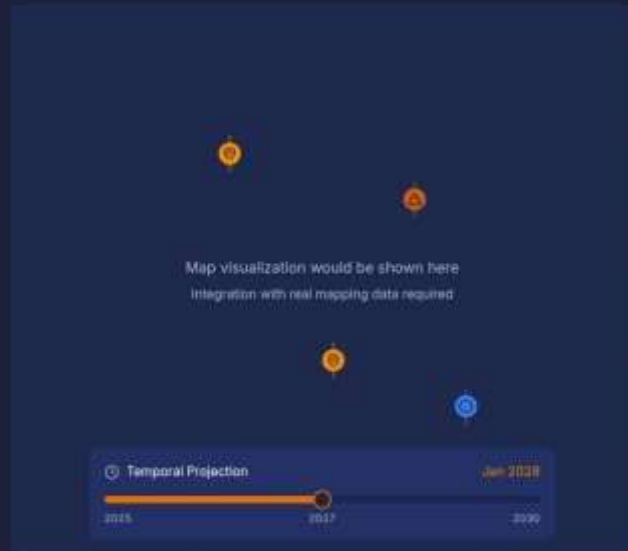 Map visualization would be shown here
Integration with real mapping data required
Temporal Projection
Jan 2028
2025
2027
2030